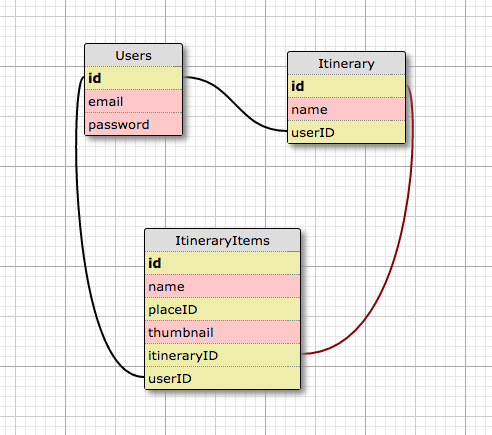 Users
id
email
password
Itinerary
id
name
userID
ItineraryItems
id
name
placeID
thumbnail
itineraryID
userID